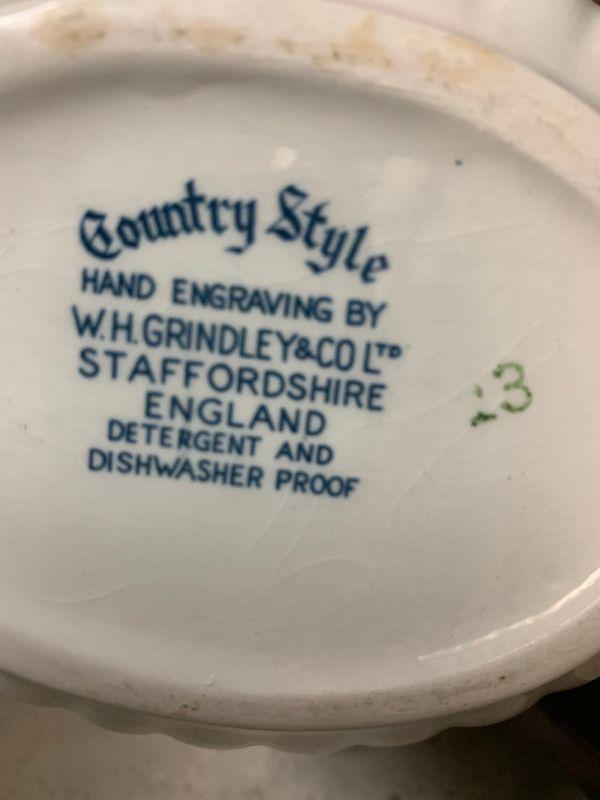 Country Style
HAND ENGRAVING BY
W.H.GRINDLEY&CO LTD
STAFFORDSHIRE
ENGLAND
DETERGENT AND
DISHWASHER PROOF